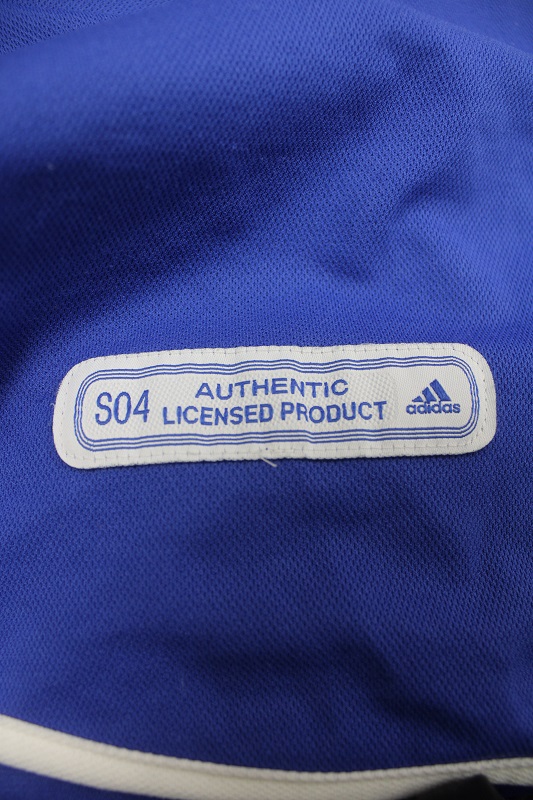 S04
AUTHENTIC
LICENSED PRODUCT
adidas